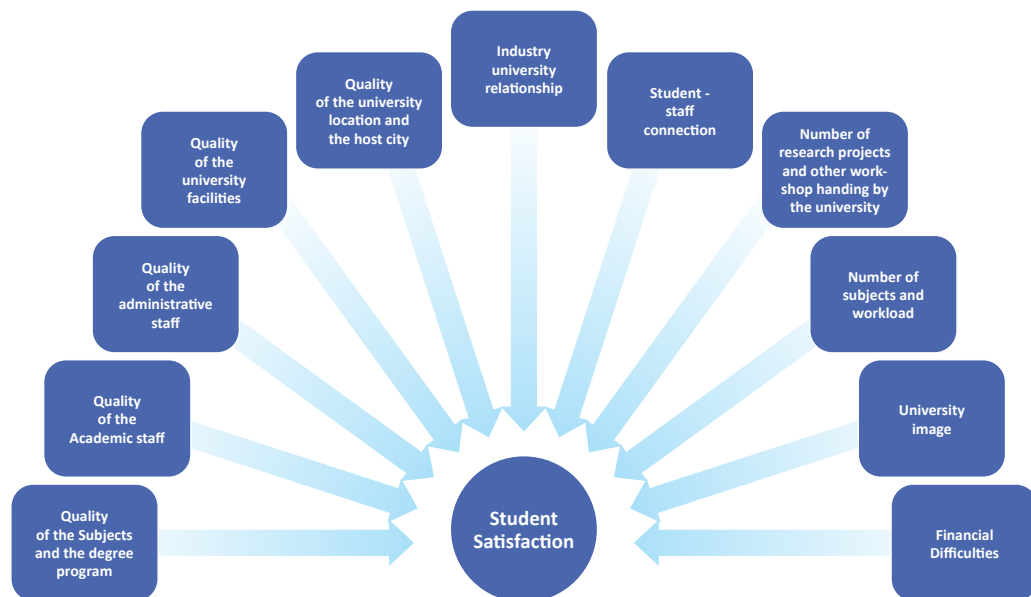 Industry
university
relationship
Quality
of the university
location and
the host city
Student -
staff
connection
Quality
of the
university
facilities
Number of
research projects
and other work-
shop handing by
the university
Quality
of the
administrative
staff
Number of
subjects and
workload
Quality
of the
Academic staff
University
image
Quality
of the Subjects
and the degree
program
Student
Satisfaction
Financial
Difficulties